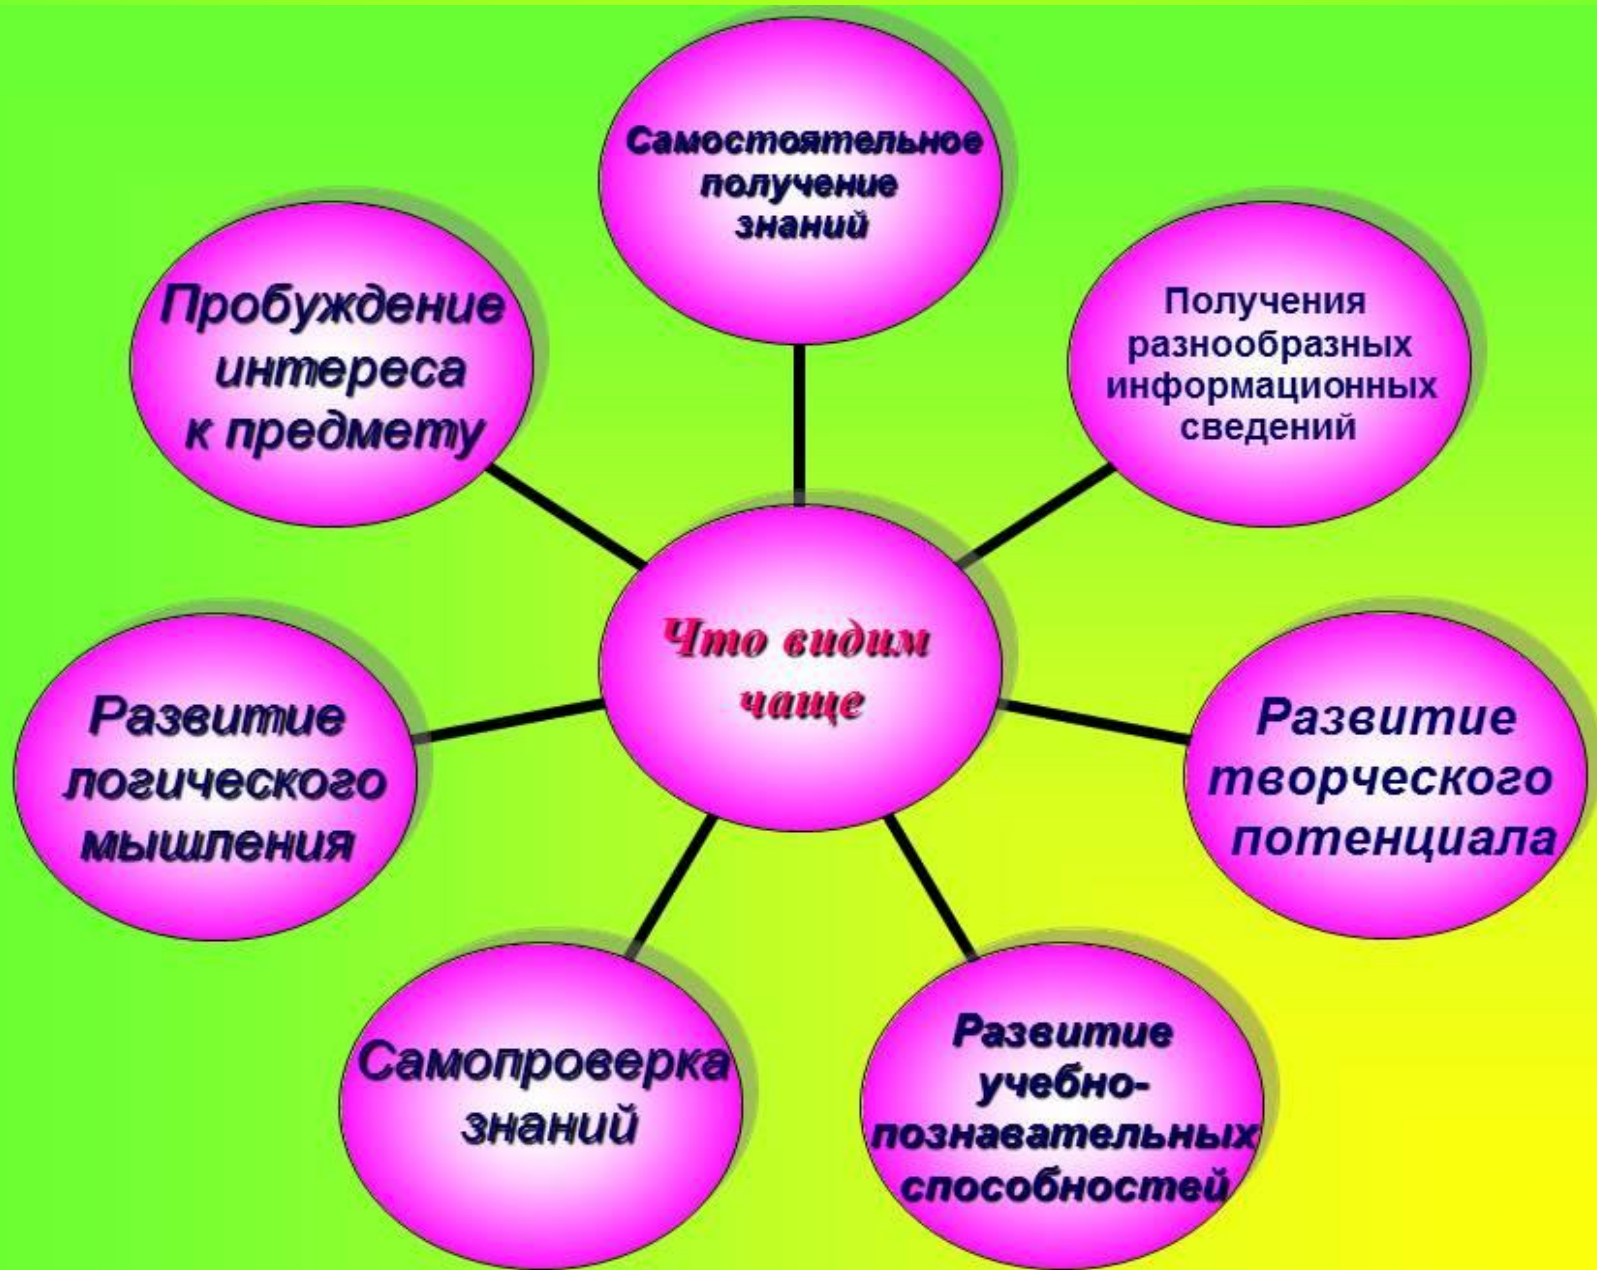 Самостоятельное
получение
знаний
Пробуждение
интереса
к предмету
Получения
разнообразных
информационных
сведений
Что видим
чаще
Развитие
логического
мышления
Развитие
творческого
потенциала
Самопроверка
знаний
Развитие
учебно-
познавательных
способностей